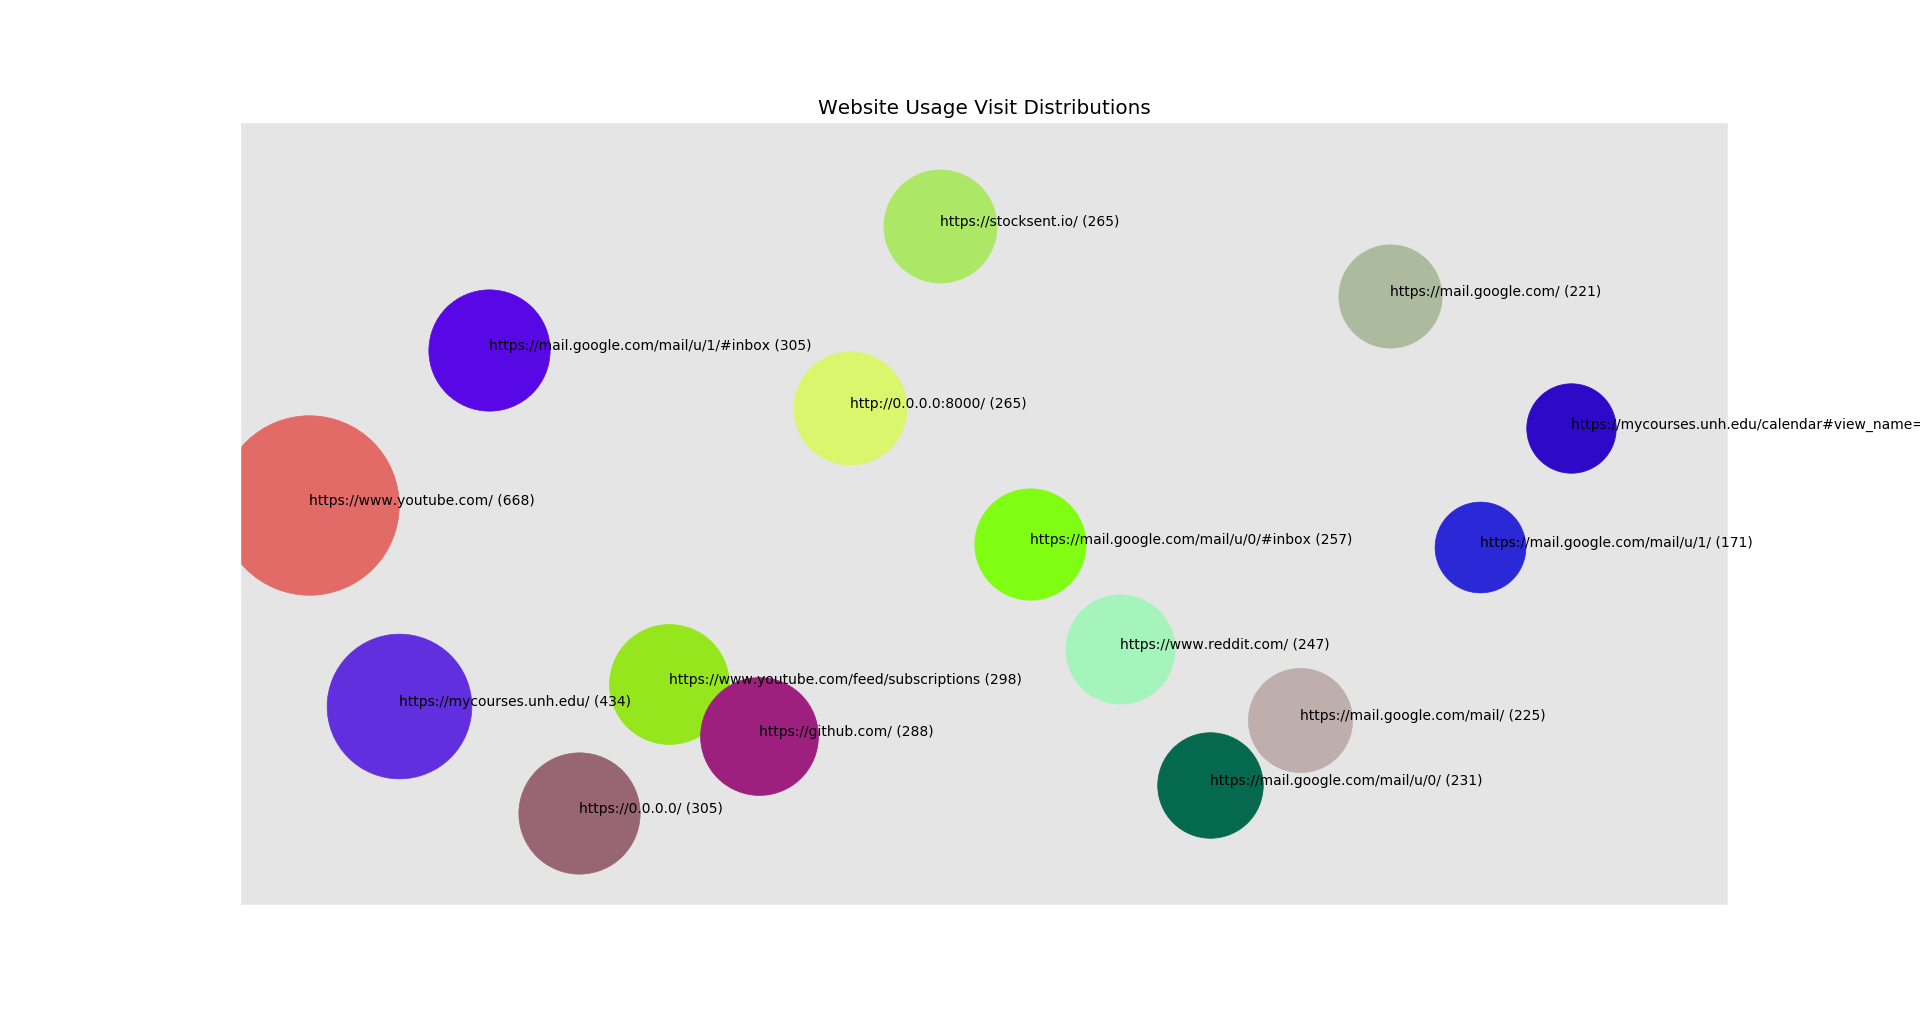 Website Usage Visit Distributions
https://stocksent.io/ (265)
https://mail.google.com/ (221)
https://mail.google.com/mail/u/1/#inbox (305)
http://0.0.0.0:8000/ (265)
https://mycourses.unh.edu/calendar#view_name=
https://www.youtube.com/ (668)
https://mail.google.com/mail/u/0/#inbox (257)
https://mail.google.com/mail/u/1/ (171)
https://www.reddit.com/ (247)
https://www.youtube.com/feed/subscriptions (298)
https://mycourses.unh.edu/ (434)
https://mail.google.com/mail/ (225)
https://github.com/ (288)
https://mail.google.com/mail/u/0/ (231)
https://0.0.0.0/ (305)